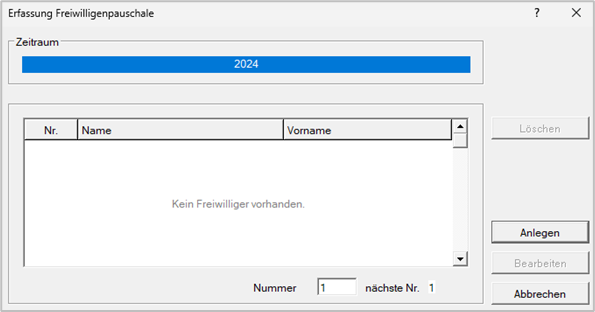 Erfassung Freiwilligenpauschale ? ×
Zeitraum
2024
Nr. Name Vorname
Kein Freiwilliger vorhanden.
Nummer 1 nächste Nr. 1
Löschen
Anlegen
Bearbeiten
Abbrechen